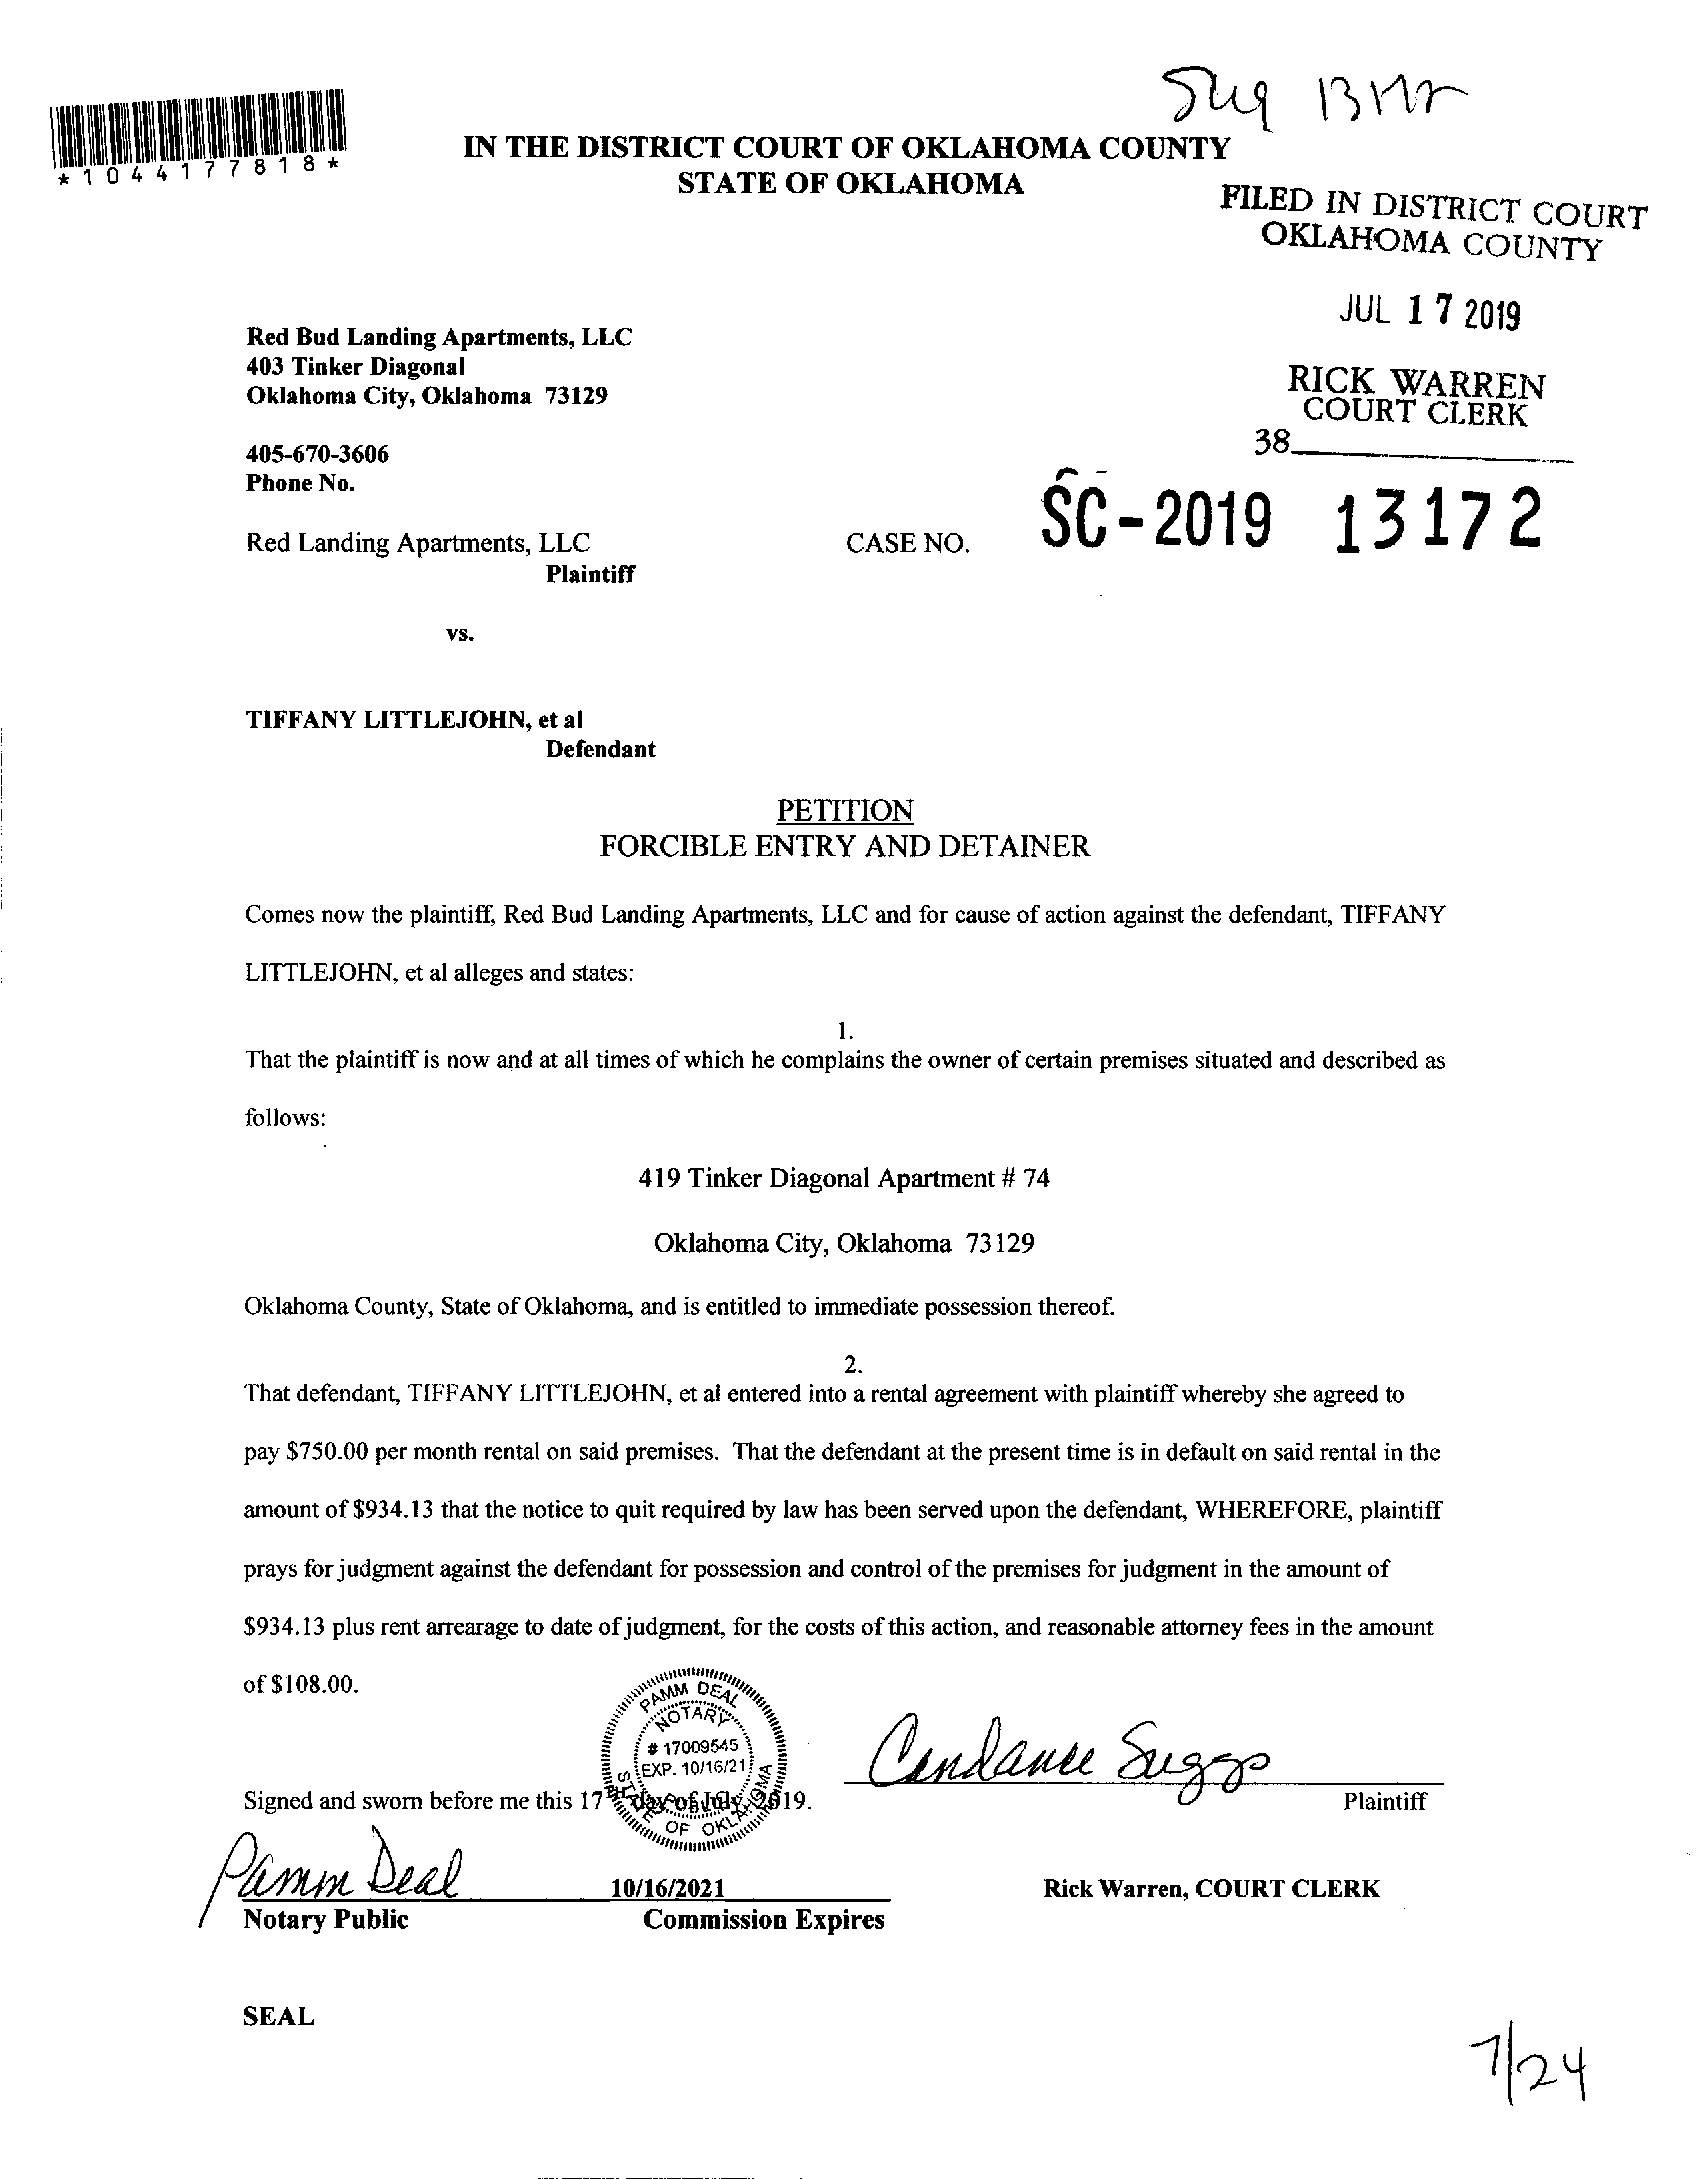 *1044177818*
IN THE DISTRICT COURT OF OKLAHOMA COUNTY
STATE OF OKLAHOMA
FILED IN DISTRICT COURT
OKLAHOMA COUNTY
JUL 17 2019
RICK WARREN
COURT CLERK
38
Red Bud Landing Apartments, LLC
403 Tinker Diagonal
Oklahoma City, Oklahoma 73129
405-670-3606
Phone No.
Red Landing Apartments, LLC
Plaintiff
CASE NO. SC-2019 13172
vs.
TIFFANY LITTLEJOHN, et al
Defendant
PETITION
FORCIBLE ENTRY AND DETAINER
Comes now the plaintiff, Red Bud Landing Apartments, LLC and for cause of action against the defendant, TIFFANY
LITTLEJOHN, et al alleges and states:
1.
That the plaintiff is now and at all times of which he complains the owner of certain premises situated and described as
follows:
419 Tinker Diagonal Apartment # 74
Oklahoma City, Oklahoma 73129
Oklahoma County, State of Oklahoma, and is entitled to immediate possession thereof.
2.
That defendant, TIFFANY LITTLEJOHN, et al entered into a rental agreement with plaintiff whereby she agreed to
pay $750.00 per month rental on said premises. That the defendant at the present time is in default on said rental in the
amount of $934.13 that the notice to quit required by law has been served upon the defendant, WHEREFORE, plaintiff
prays for judgment against the defendant for possession and control of the premises for judgment in the amount of
$934.13 plus rent arrearage to date of judgment, for the costs of this action, and reasonable attorney fees in the amount
of $108.00.
PAMM DEAL
NOTARY
# 17009545
EXP. 10/16/21
STATE OF OKLAHOMA
Candance Suggs
Signed and sworn before me this 17th day of July, 2019.
Plaintiff
Pamm Deal
10/16/2021
Rick Warren, COURT CLERK
Notary Public
Commission Expires
SEAL
7/24